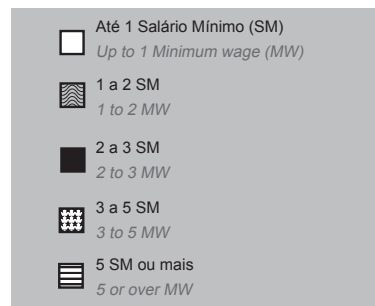 Até 1 Salário Mínimo (SM)
Up to 1 Minimum wage (MW)
1 a 2 SM
1 to 2 MW
2 a 3 SM
2 to 3 MW
3 a 5 SM
3 to 5 MW
5 SM ou mais
5 or over MW